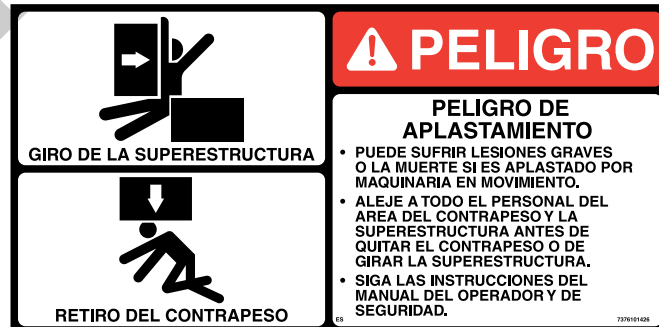 GIRO DE LA SUPERESTRUCTURA
RETIRO DEL CONTRAPESO
PELIGRO
PELIGRO DE
APLASTAMIENTO
• PUEDE SUFRIR LESIONES GRAVES
O LA MUERTE SI ES APLASTADO POR
MAQUINARIA EN MOVIMIENTO.
• ALEJE A TODO EL PERSONAL DEL
AREA DEL CONTRAPESO Y LA
SUPERESTRUCTURA ANTES DE
QUITAR EL CONTRAPESO O DE
GIRAR LA SUPERESTRUCTURA.
• SIGA LAS INSTRUCCIONES DEL
MANUAL DEL OPERADOR Y DE
SEGURIDAD.
ES 7376101426